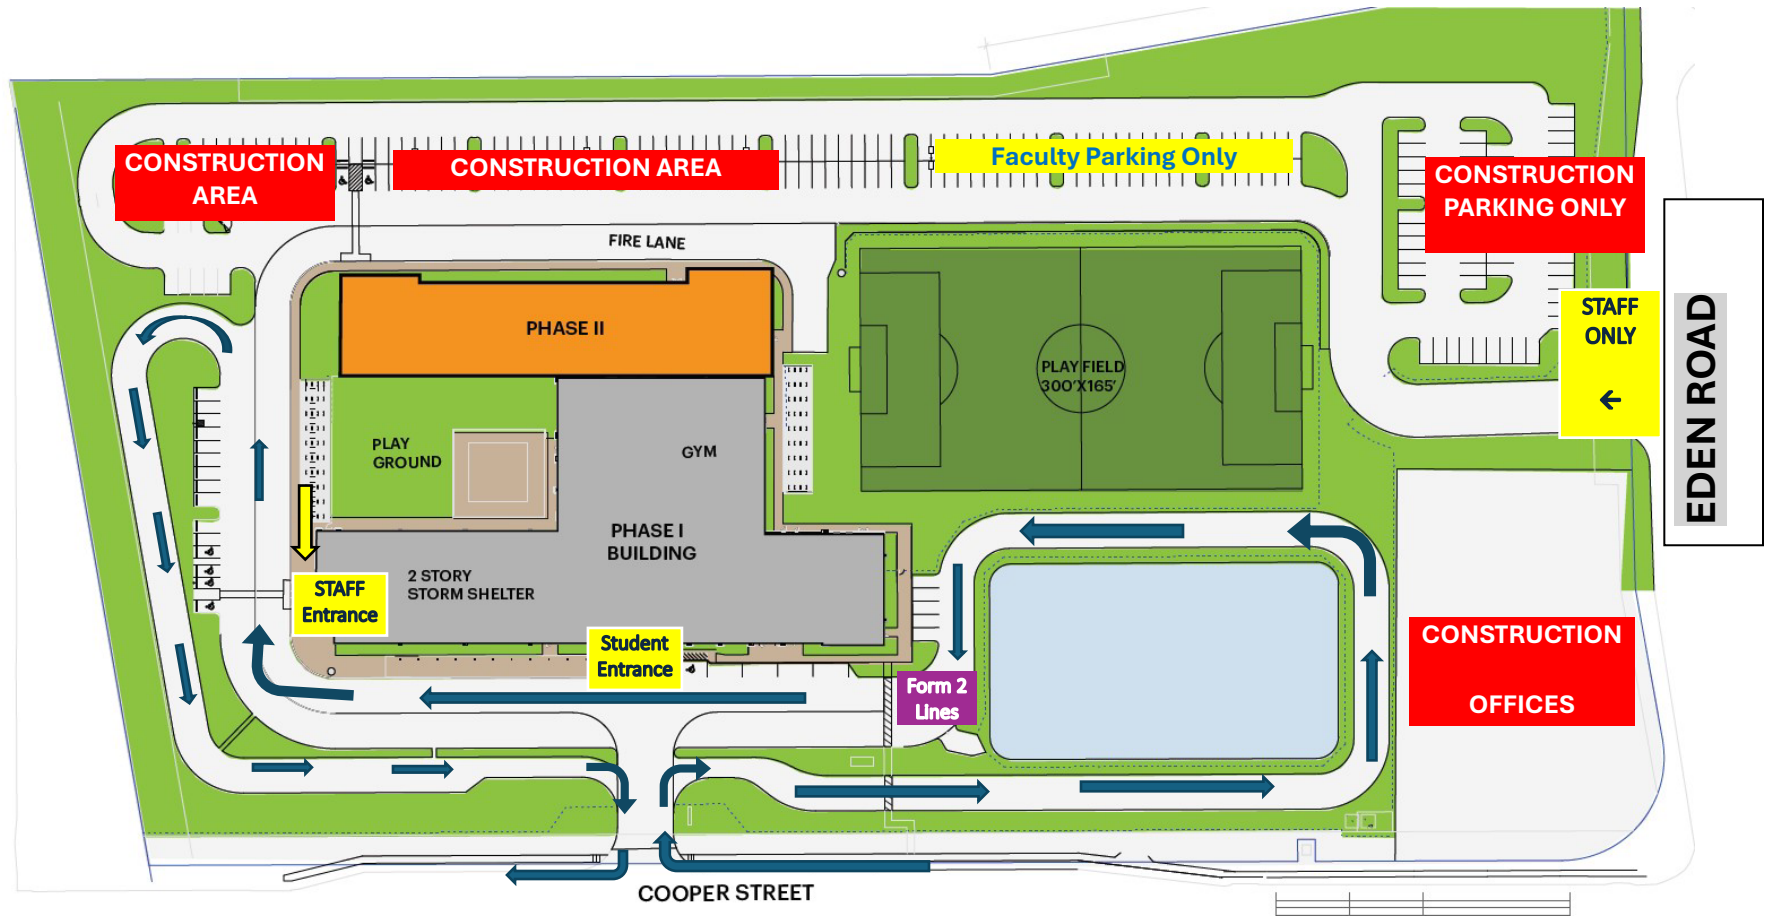 CONSTRUCTION
AREA
CONSTRUCTION AREA
Faculty Parking Only
CONSTRUCTION
PARKING ONLY
FIRE LANE
STAFF
ONLY
EDEN ROAD
PHASE II
PLAY FIELD
300'X165'
PLAY
GROUND
GYM
PHASE I
BUILDING
2 STORY
STORM SHELTER
STAFF
Entrance
Student
Entrance
Form 2
Lines
CONSTRUCTION
OFFICES
COOPER STREET